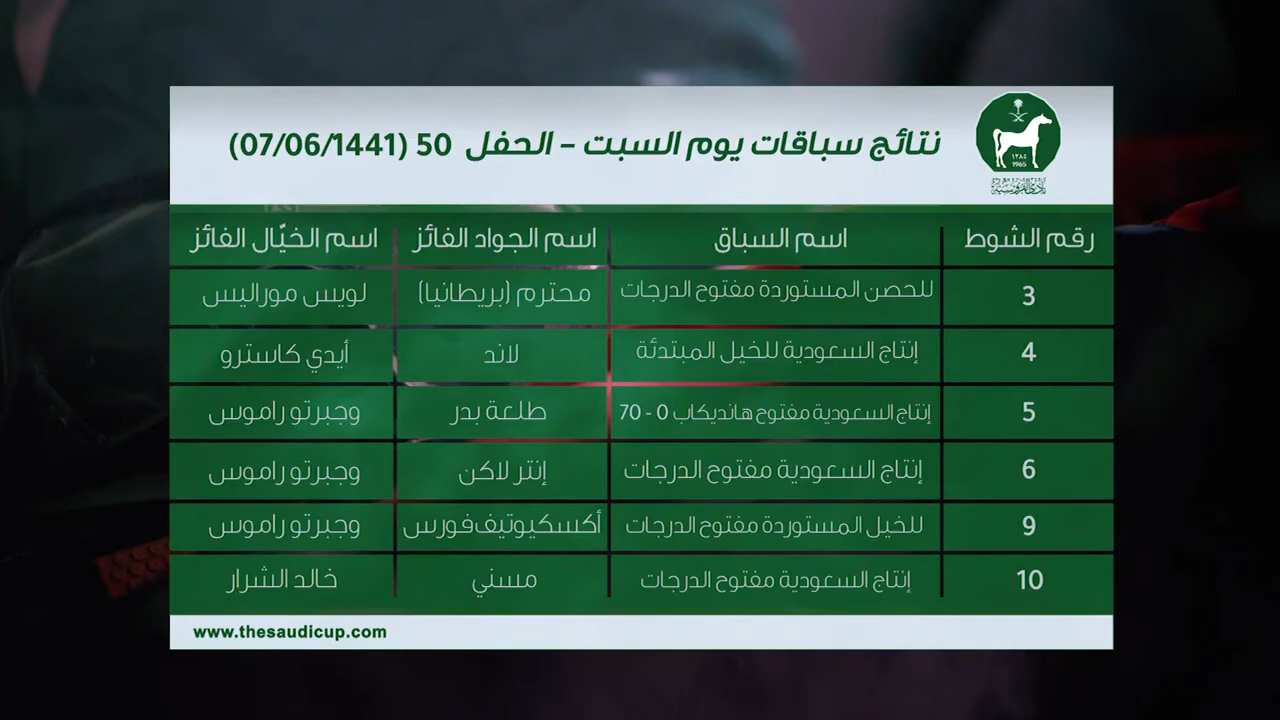 نتائج سباقات يوم السبت – الحفل 50 (07/06/1441)
١٣٨٥
1965
نادي الفروسية
رقم الشوط اسم السباق اسم الجواد الفائز اسم الخيّال الفائز
3 للحصن المستوردة مفتوح الدرجات محترم (بريطانيا) لويس موراليس
4 إنتاج السعودية للخيل المبتدئة لاند أيدي كاسترو
5 إنتاج السعودية مفتوح هانديكاب 0 - 70 طلعة بدر وجبرتو راموس
6 إنتاج السعودية مفتوح الدرجات إنتر لاكن وجبرتو راموس
9 للخيل المستوردة مفتوح الدرجات أكسكيوتيف فورس وجبرتو راموس
10 إنتاج السعودية مفتوح الدرجات مسني خالد الشرار
www.thesaudicup.com